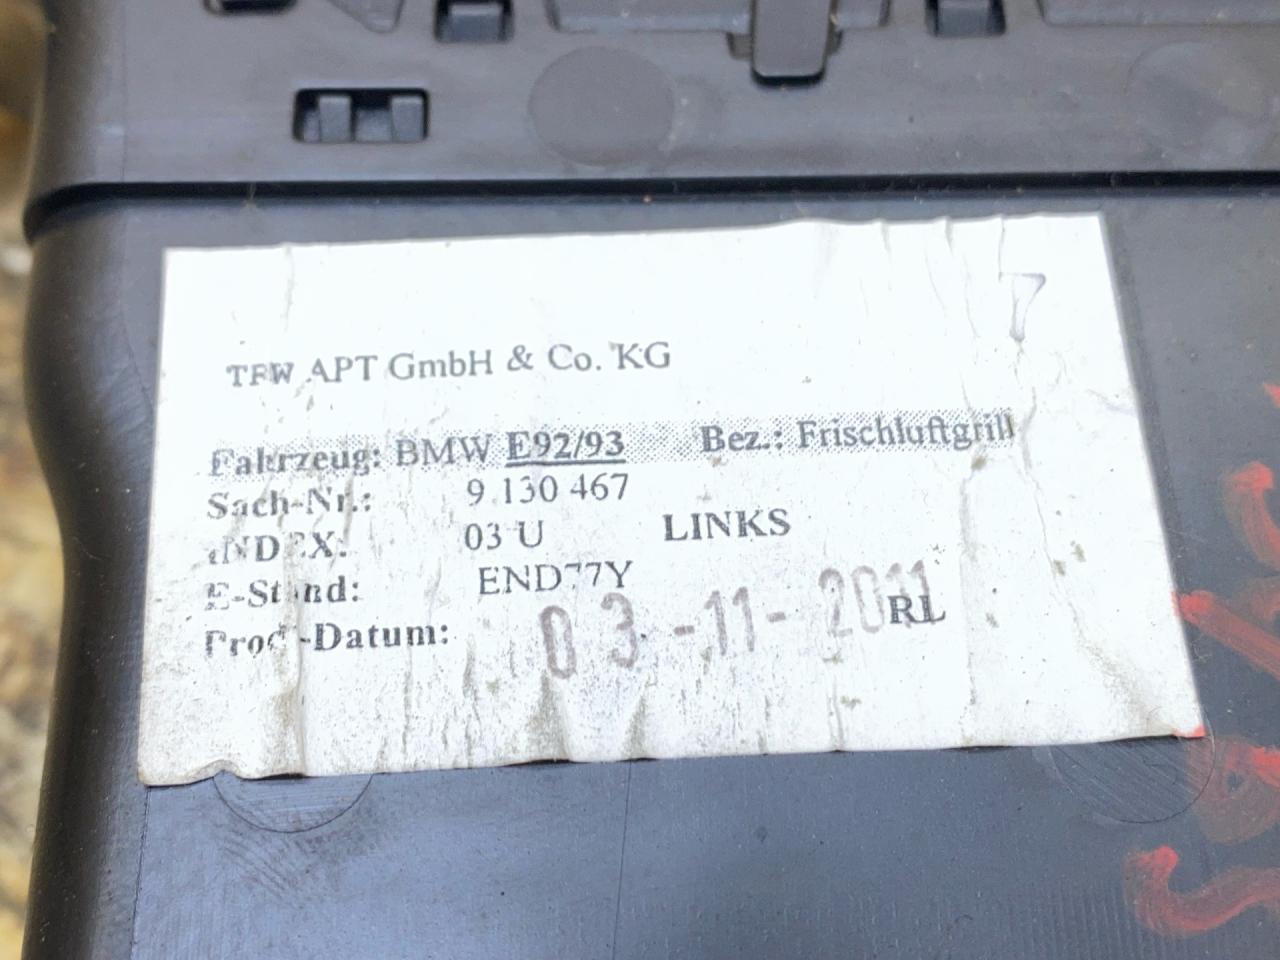 7
TRW APT GmbH & Co. KG
Fahrzeug: BMW E92/93 Bez.: Frischluftgrill
Sach-Nr.: 9 130 467
INDEX: 03 U LINKS
E-Stand: END77Y
Prod.-Datum: 03.-11-2011 RL